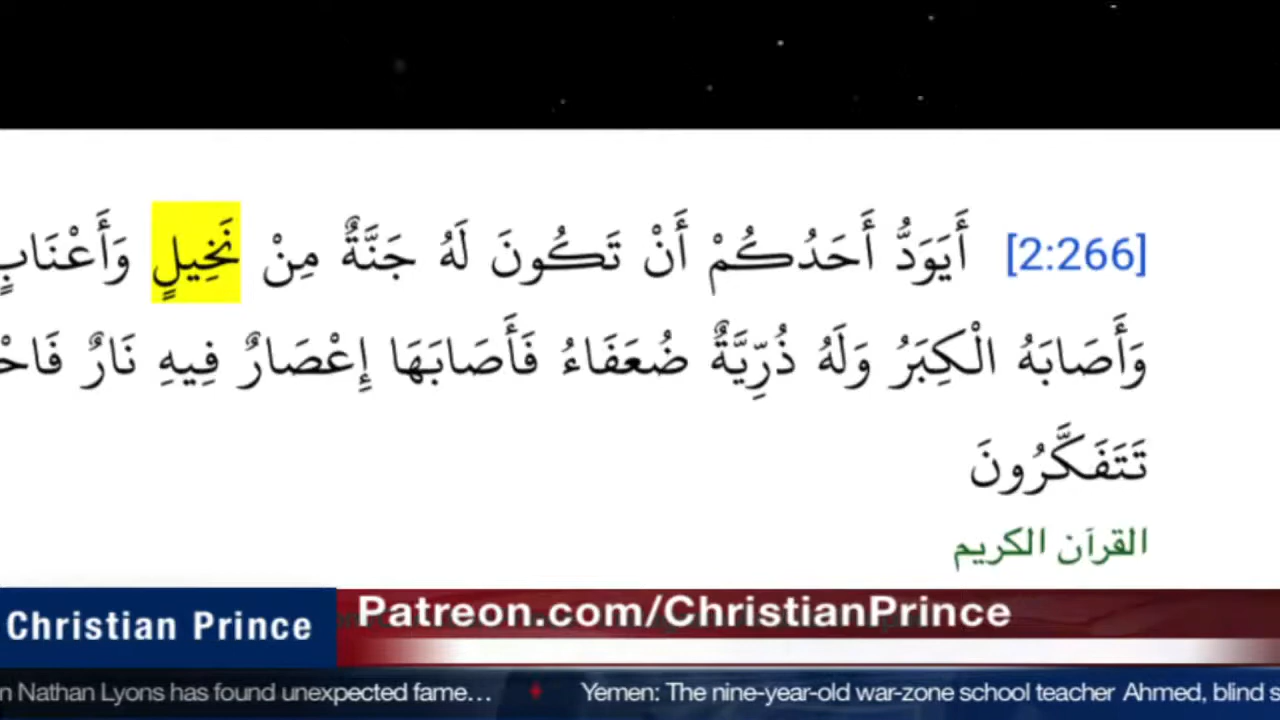 [2:266] أَيَوَدُّ أَحَدُكُمْ أَنْ تَكُونَ لَهُ جَنَّةٌ مِنْ نَخِيلٍ وَأَعْنَابٍ
وَأَصَابَهُ الْكِبَرُ وَلَهُ ذُرِّيَّةٌ ضُعَفَاءُ فَأَصَابَهَا إِعْصَارٌ فِيهِ نَارٌ فَاحْ
تَتَفَكَّرُونَ
القرآن الكريم
Christian Prince
Patreon.com/ChristianPrince
n Nathan Lyons has found unexpected fame... Yemen: The nine-year-old war-zone school teacher Ahmed, blind s